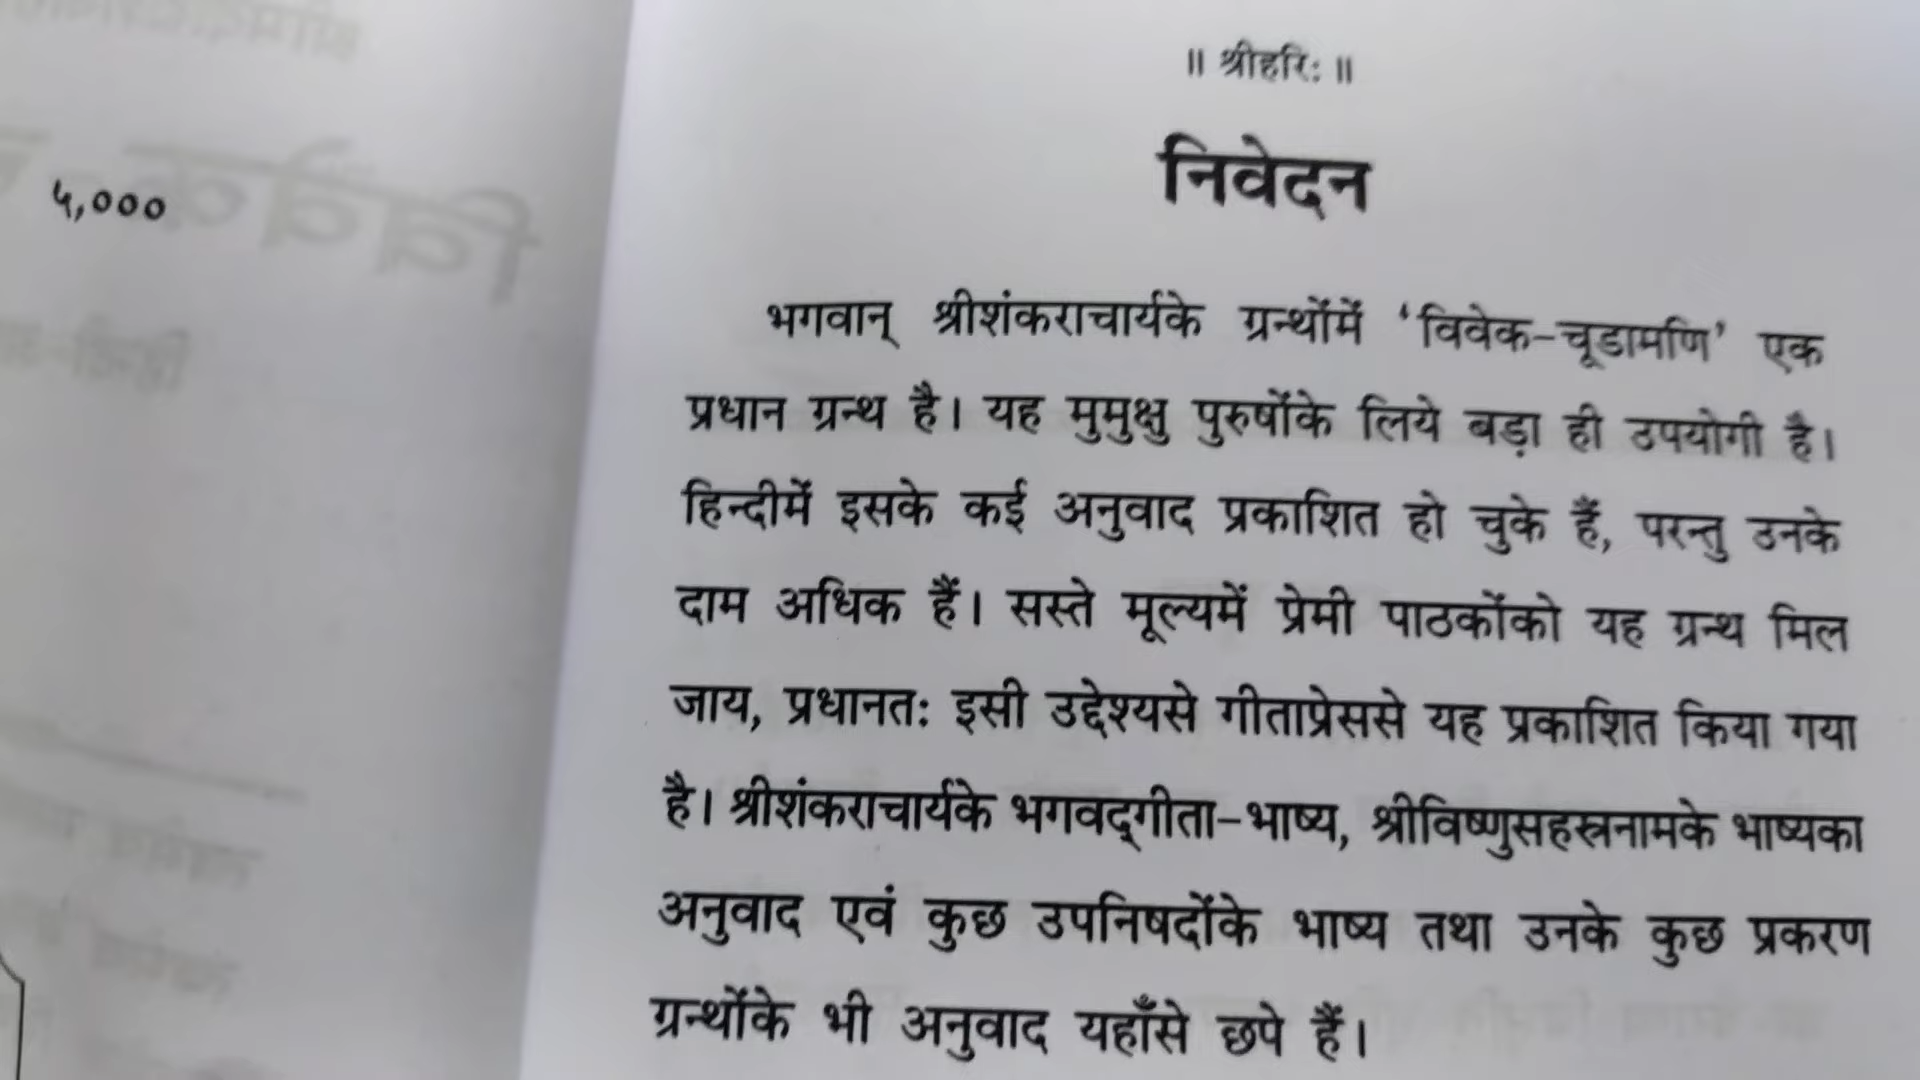 ५,०००
॥ श्रीहरिः ॥
निवेदन
भगवान् श्रीशंकराचार्यके ग्रन्थोंमें ‘विवेक-चूडामणि’ एक
प्रधान ग्रन्थ है। यह मुमुक्षु पुरुषोंके लिये बड़ा ही उपयोगी है।
हिन्दीमें इसके कई अनुवाद प्रकाशित हो चुके हैं, परन्तु उनके
दाम अधिक हैं। सस्ते मूल्यमें प्रेमी पाठकोंको यह ग्रन्थ मिल
जाय, प्रधानतः इसी उद्देश्यसे गीताप्रेससे यह प्रकाशित किया गया
है। श्रीशंकराचार्यके भगवद्‌गीता-भाष्य, श्रीविष्णुसहस्रनामके भाष्यका
अनुवाद एवं कुछ उपनिषदोंके भाष्य तथा उनके कुछ प्रकरण
ग्रन्थोंके भी अनुवाद यहाँसे छपे हैं।